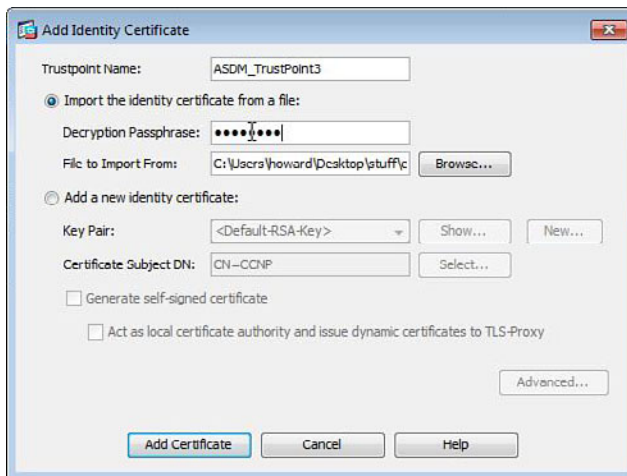 Add Identity Certificate
Trustpoint Name: ASDM_TrustPoint3
Import the identity certificate from a file:
Decryption Passphrase: ••••••••
File to Import From: C:\Users\howard\Desktop\stuff\c Browse...
Add a new identity certificate:
Key Pair: <Default-RSA-Key> Show... New...
Certificate Subject DN: CN=CCNP Select...
Generate self-signed certificate
Act as local certificate authority and issue dynamic certificates to TLS-Proxy
Advanced...
Add Certificate Cancel Help